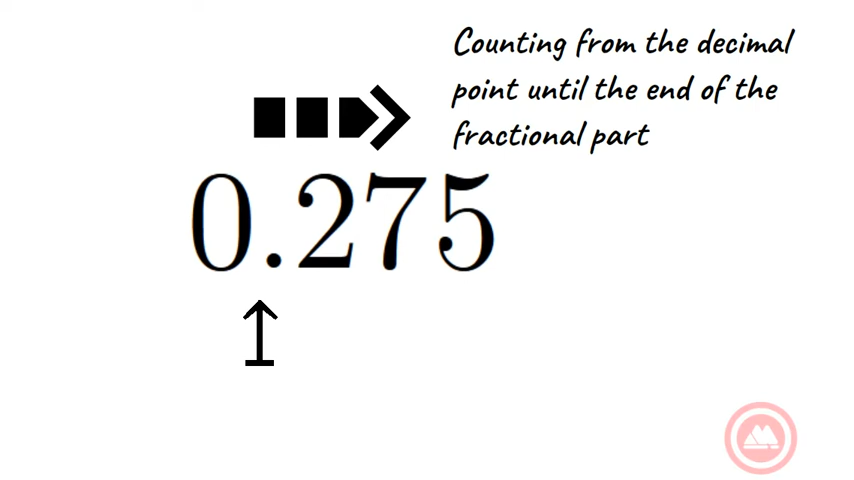 Counting from the decimal
point until the end of the
fractional part
0.275